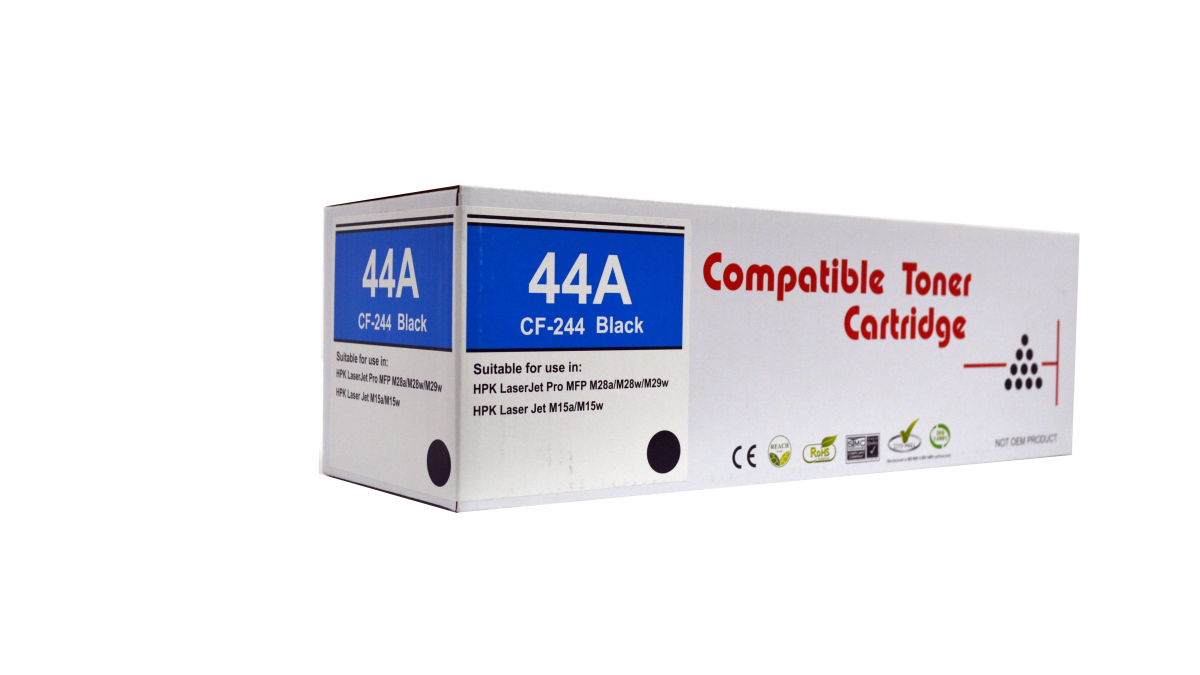 44A
CF-244 Black
Suitable for use in:
HPK LaserJet Pro MFP M28a/M28w/M29w
HPK Laser Jet M15a/M15w
44A
CF-244 Black
Suitable for use in:
HPK LaserJet Pro MFP M28a/M28w/M29w
HPK Laser Jet M15a/M15w
Compatible Toner
Cartridge
CE
REACH
RoHS
NOT OEM PRODUCT